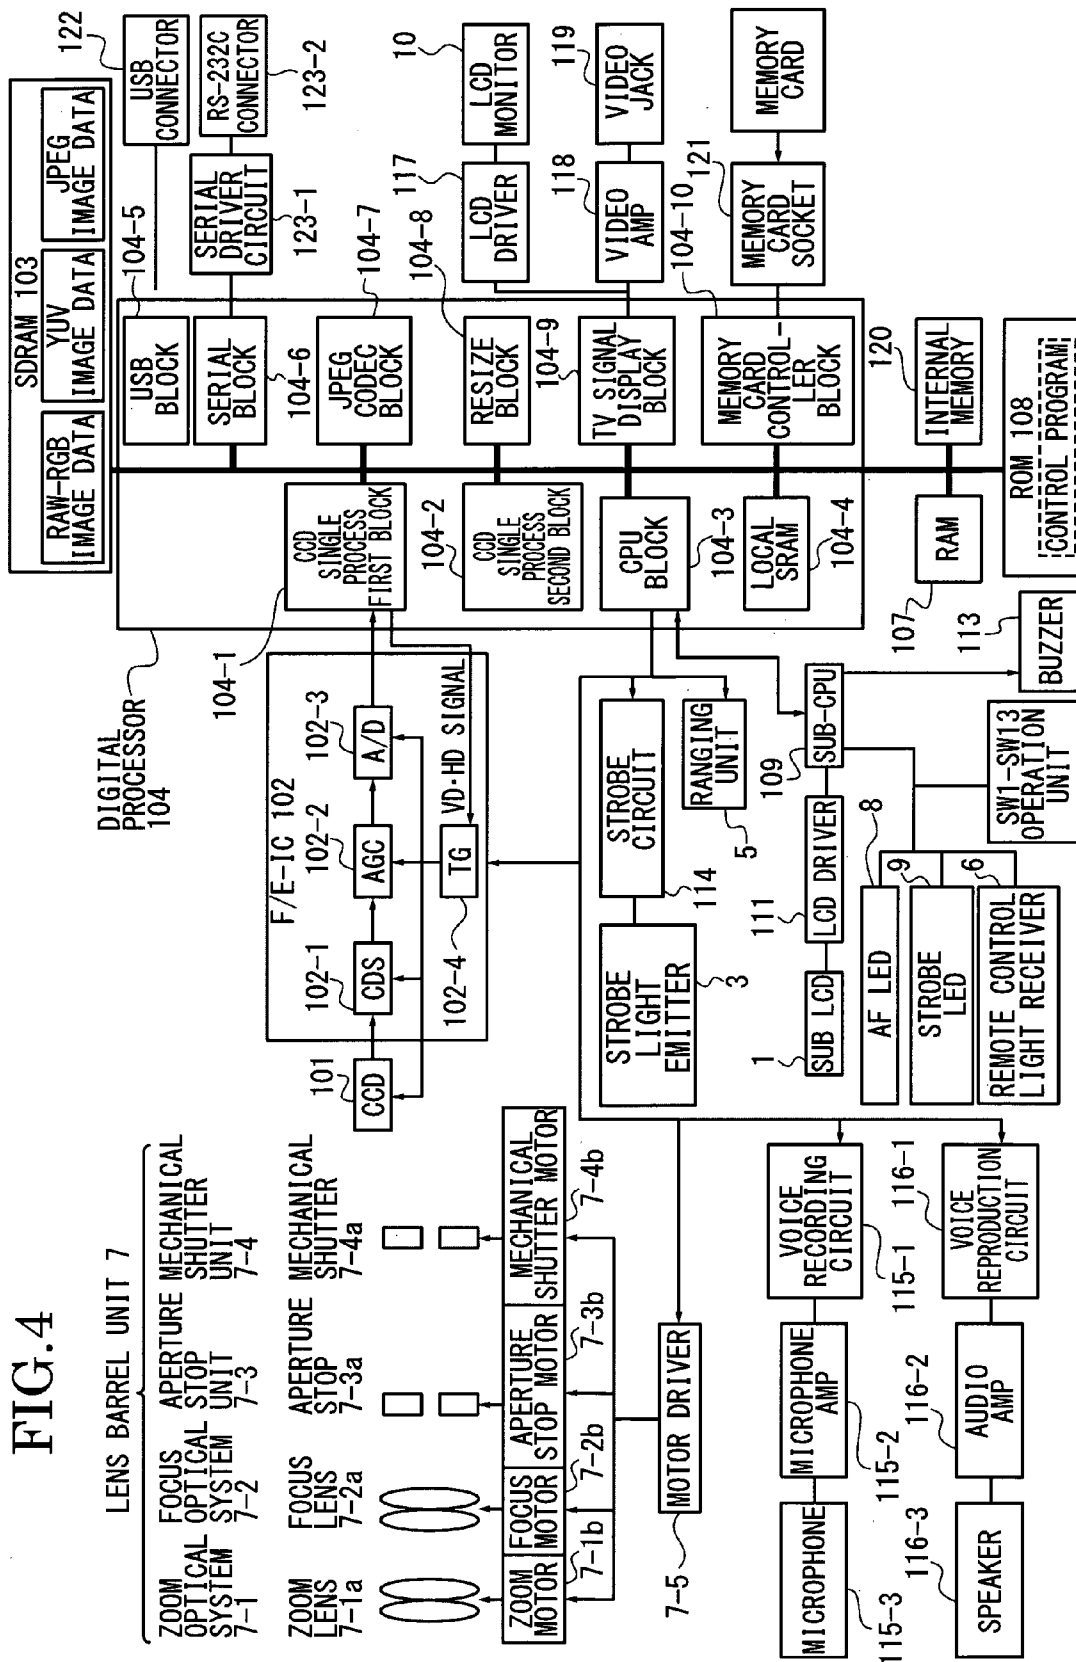 FIG.4
LENS BARREL UNIT 7
ZOOM
OPTICAL
SYSTEM
7-1
FOCUS
OPTICAL
SYSTEM
7-2
APERTURE
STOP
UNIT
7-3
MECHANICAL
SHUTTER
UNIT
7-4
ZOOM
LENS
7-1a
FOCUS
LENS
7-2a
APERTURE
STOP
7-3a
MECHANICAL
SHUTTER
7-4a
ZOOM
MOTOR
7-1b
FOCUS
MOTOR
7-2b
APERTURE
STOP MOTOR
7-3b
MECHANICAL
SHUTTER MOTOR
7-4b
MOTOR DRIVER
7-5
CCD
101
F/E-IC 102
CDS
102-1
AGC
102-2
A/D
102-3
TG
102-4
VD·HD SIGNAL
DIGITAL
PROCESSOR
104
SDRAM 103
RAW-RGB
IMAGE DATA
YUV
IMAGE DATA
JPEG
IMAGE DATA
CCD
SINGLE
PROCESS
FIRST BLOCK
104-1
CCD
SINGLE
PROCESS
SECOND BLOCK
104-2
CPU
BLOCK
104-3
LOCAL
SRAM
104-4
USB
BLOCK
104-5
SERIAL
BLOCK
104-6
JPEG
CODEC
BLOCK
104-7
RESIZE
BLOCK
104-8
TV SIGNAL
DISPLAY
BLOCK
104-9
MEMORY
CARD
CONTROL-
LER
BLOCK
104-10
USB
CONNECTOR
122
SERIAL
DRIVER
CIRCUIT
123-1
RS-232C
CONNECTOR
123-2
LCD
DRIVER
117
LCD
MONITOR
10
VIDEO
AMP
118
VIDEO
JACK
119
MEMORY
CARD
SOCKET
121
MEMORY
CARD
RAM
107
INTERNAL
MEMORY
120
ROM 108
CONTROL PROGRAM
STROBE
CIRCUIT
114
STROBE
LIGHT
EMITTER
3
RANGING
UNIT
5
SUB-CPU
109
LCD DRIVER
111
SUB LCD
1
BUZZER
113
AF LED
8
STROBE
LED
9
REMOTE CONTROL
LIGHT RECEIVER
6
SW1-SW13
OPERATION
UNIT
VOICE
RECORDING
CIRCUIT
115-1
MICROPHONE
AMP
115-2
MICROPHONE
115-3
VOICE
REPRODUCTION
CIRCUIT
116-1
AUDIO
AMP
116-2
SPEAKER
116-3